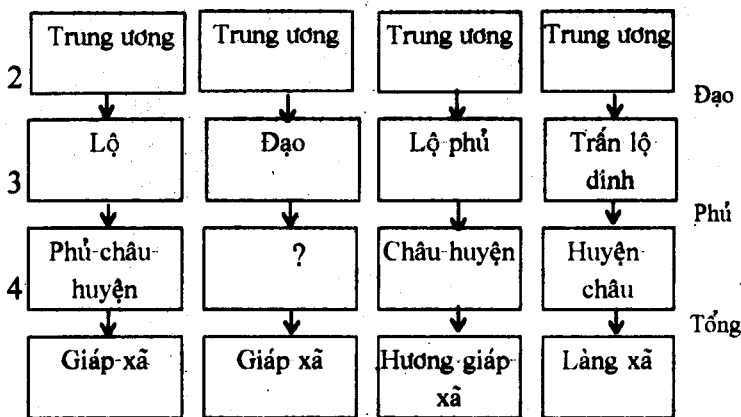 Trung ương Trung ương Trung ương Trung ương
2
Đạo
Lộ Đạo Lộ phủ Trấn lộ
dinh
3
Phủ
Phủ-châu- ? Châu huyện Huyện
huyện châu
4
Tổng
Giáp-xã Giáp xã Hương giáp Làng xã
xã